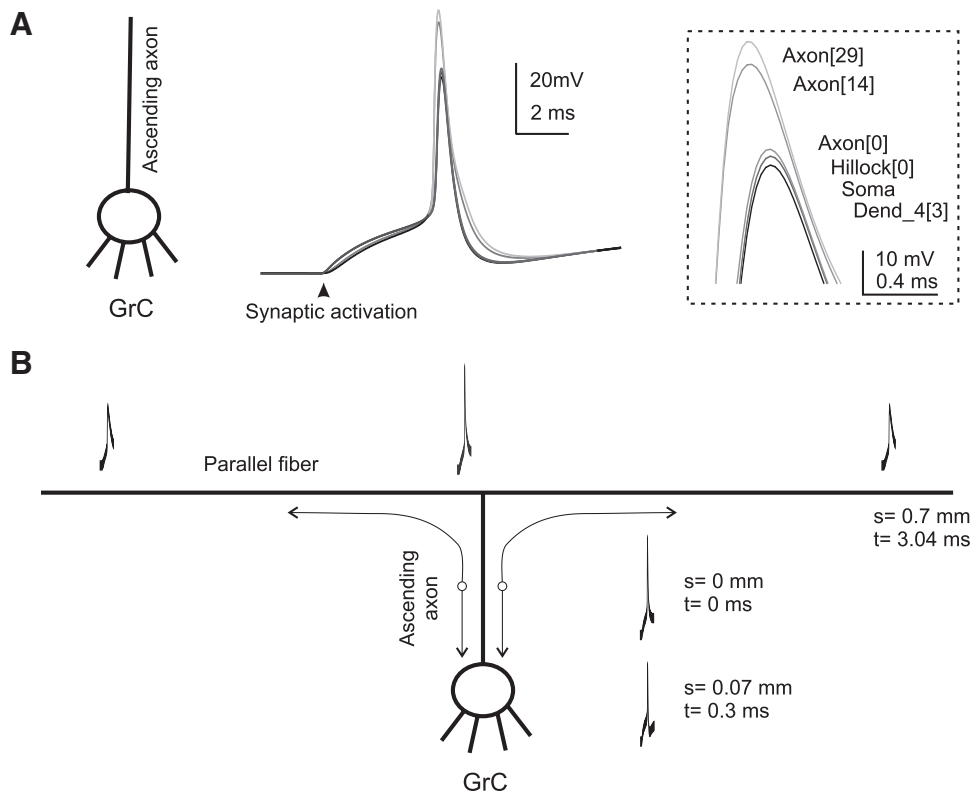 A
Ascending axon
GrC
20mV
2 ms
Synaptic activation
Axon[29]
Axon[14]
Axon[0]
Hillock[0]
Soma
Dend_4[3]
10 mV
0.4 ms
B
Parallel fiber
s= 0.7 mm
t= 3.04 ms
Ascending
axon
s= 0 mm
t= 0 ms
s= 0.07 mm
t= 0.3 ms
GrC